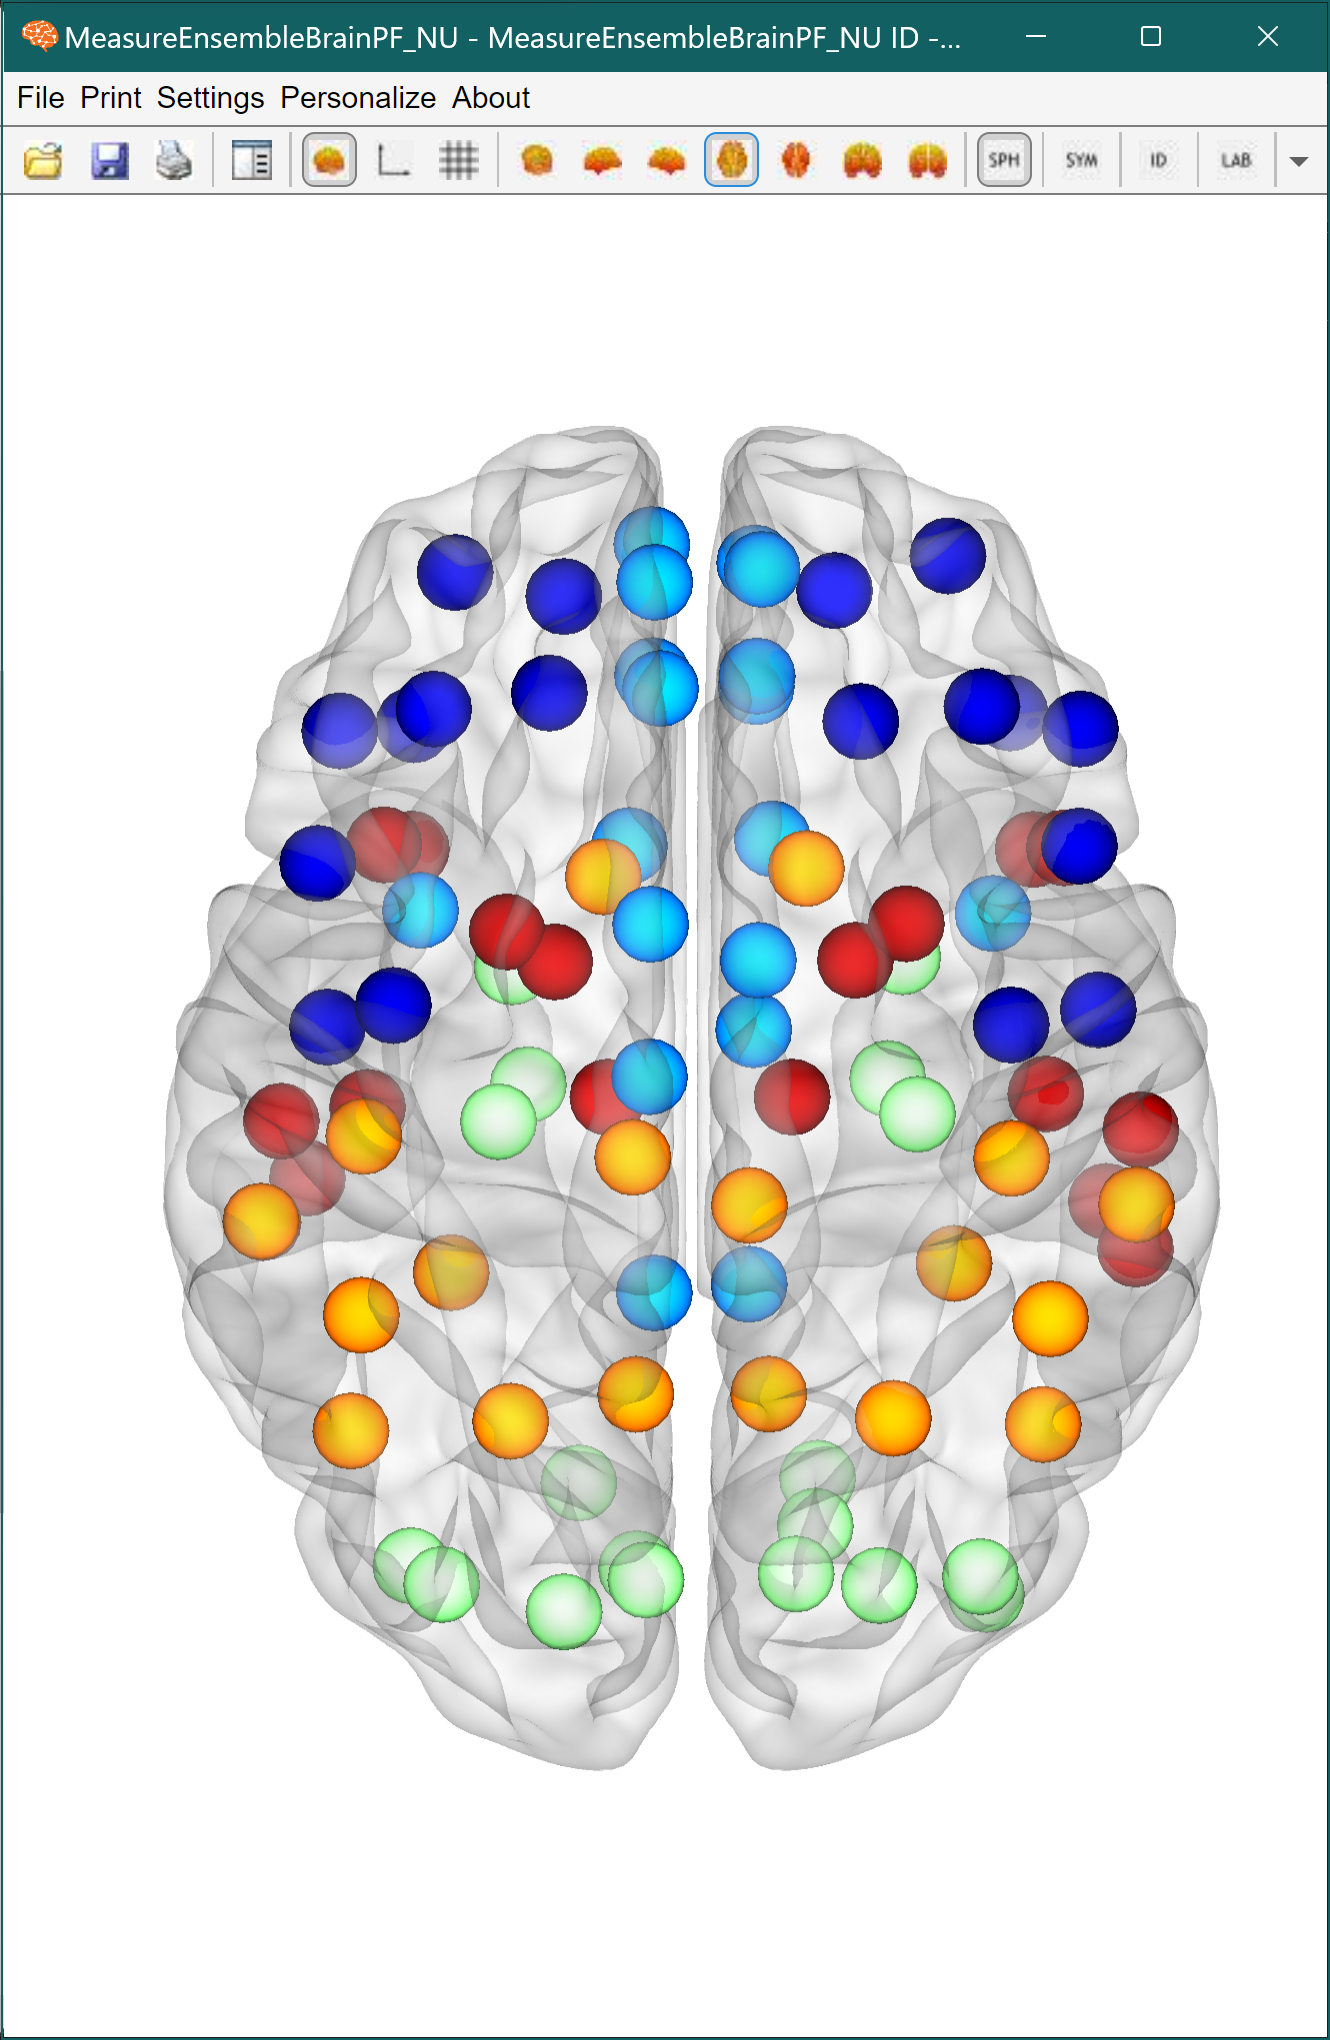 MeasureEnsembleBrainPF_NU - MeasureEnsembleBrainPF_NU ID -...
File Print Settings Personalize About
SPH SYM ID LAB